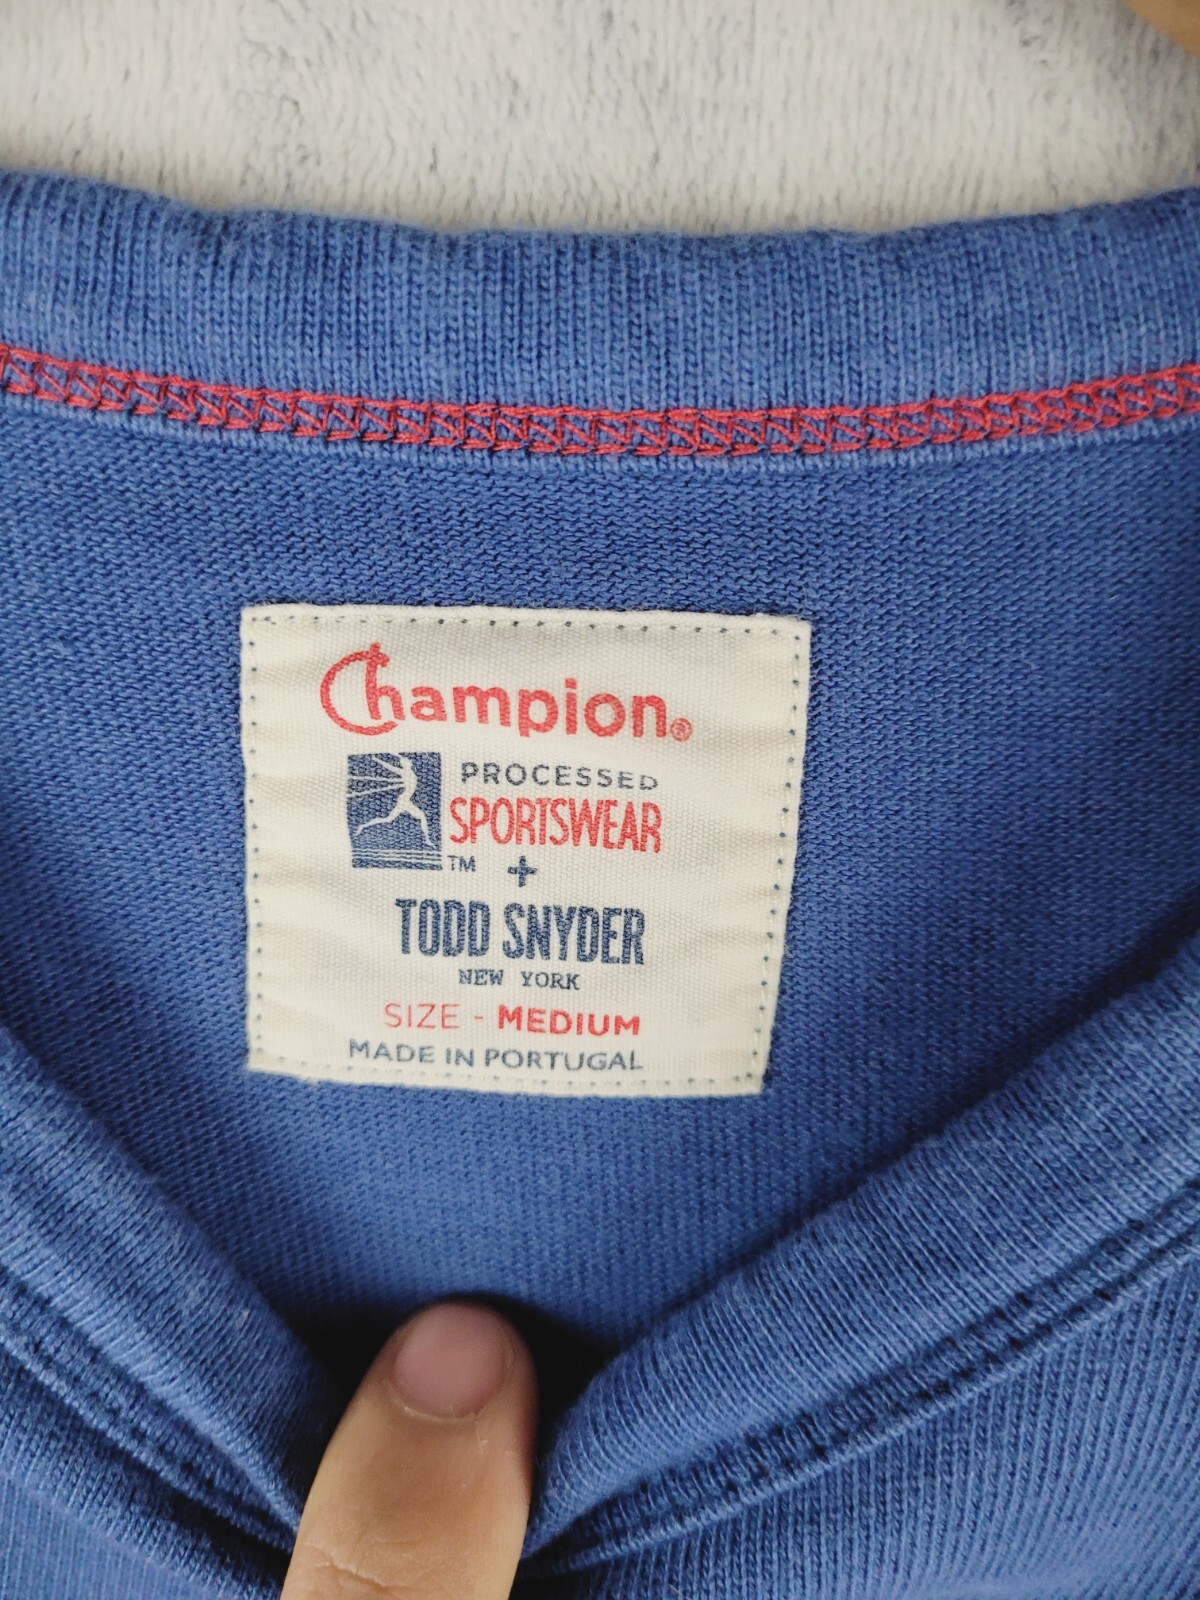 Champion®
PROCESSED
SPORTSWEAR
™ +
TODD SNYDER
NEW YORK
SIZE - MEDIUM
MADE IN PORTUGAL